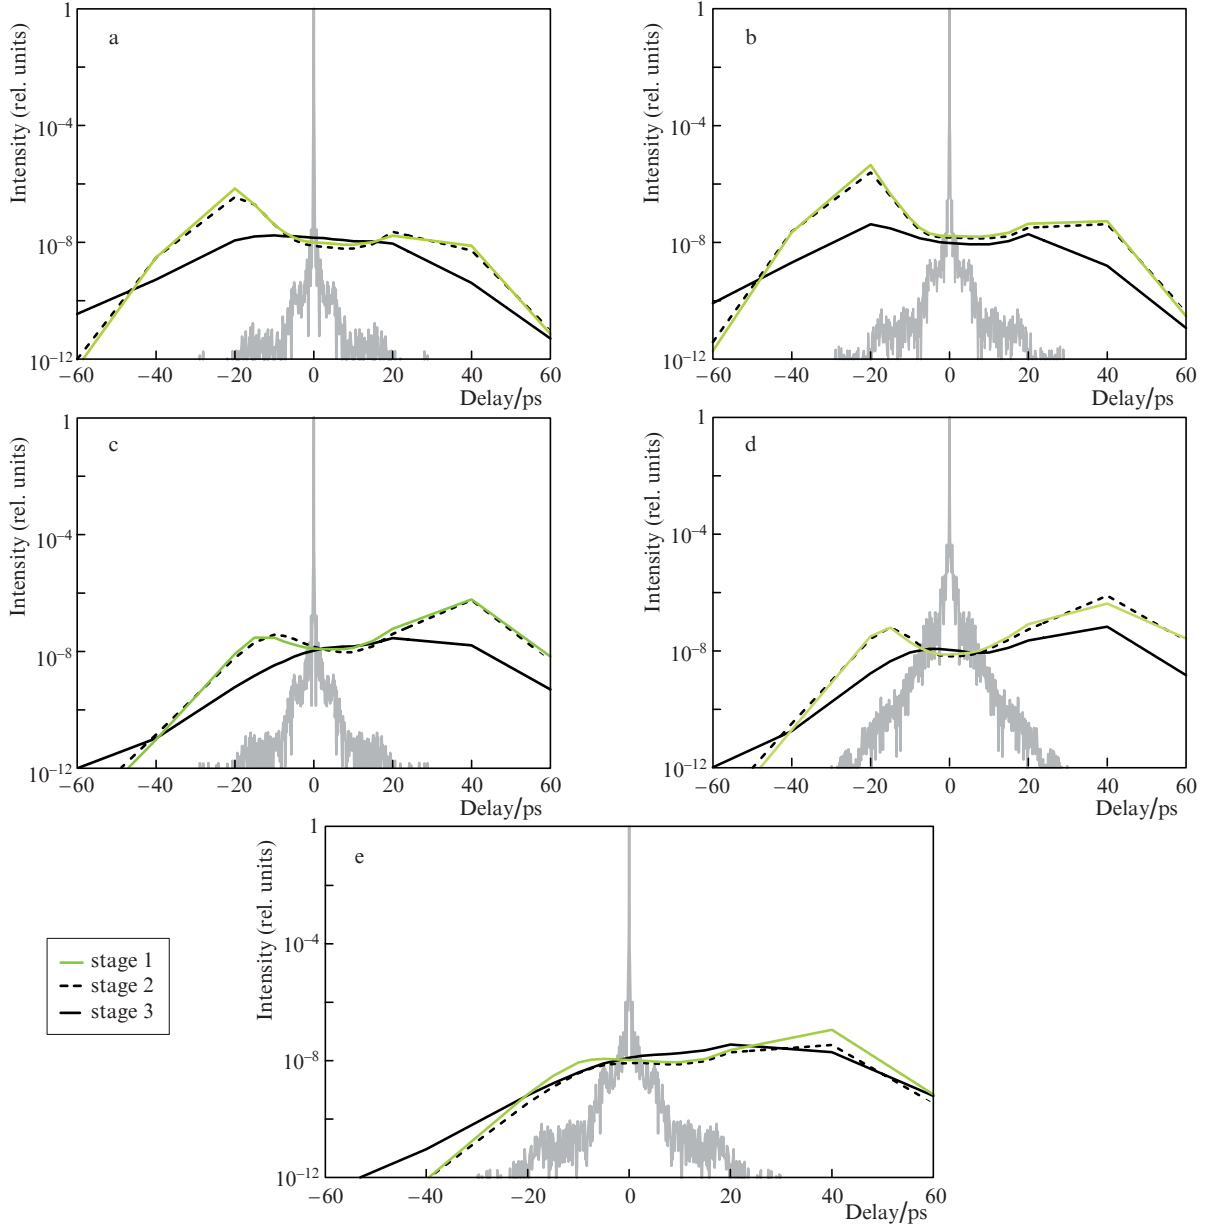 a
Intensity (rel. units)
1
10⁻⁴
10⁻⁸
10⁻¹²
−60 −40 −20 0 20 40 60
Delay/ps
b
Intensity (rel. units)
1
10⁻⁴
10⁻⁸
10⁻¹²
−60 −40 −20 0 20 40 60
Delay/ps
c
Intensity (rel. units)
1
10⁻⁴
10⁻⁸
10⁻¹²
−60 −40 −20 0 20 40 60
Delay/ps
d
Intensity (rel. units)
1
10⁻⁴
10⁻⁸
10⁻¹²
−60 −40 −20 0 20 40 60
Delay/ps
e
Intensity (rel. units)
1
10⁻⁴
10⁻⁸
10⁻¹²
−60 −40 −20 0 20 40 60
Delay/ps
stage 1
stage 2
stage 3